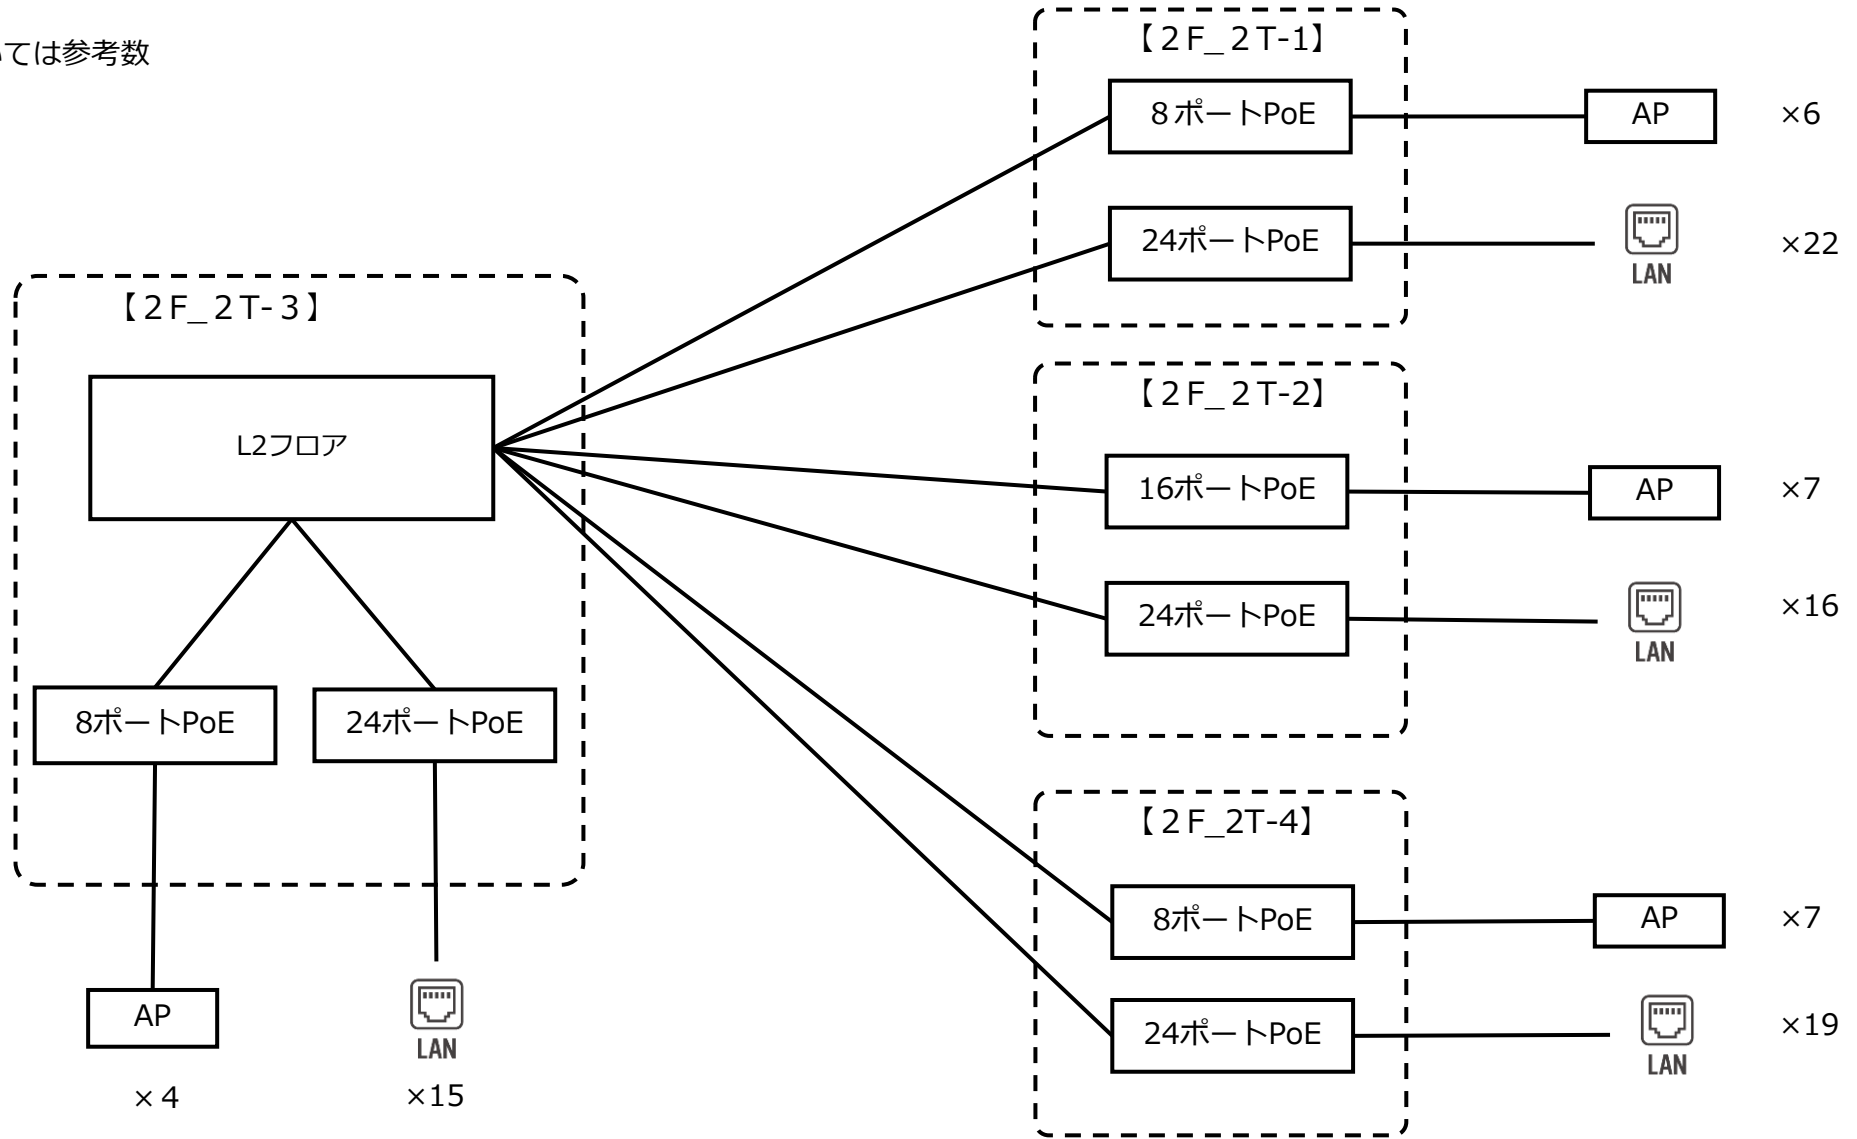 いては参考数
【２F_２T-1】
８ポートPoE
AP
×6
24ポートPoE
LAN
×22
【２F_２T-３】
L2フロア
8ポートPoE
24ポートPoE
AP
×４
LAN
×15
【２F_２T-2】
16ポートPoE
AP
×7
24ポートPoE
LAN
×16
【２F_2T-4】
8ポートPoE
AP
×7
24ポートPoE
LAN
×19